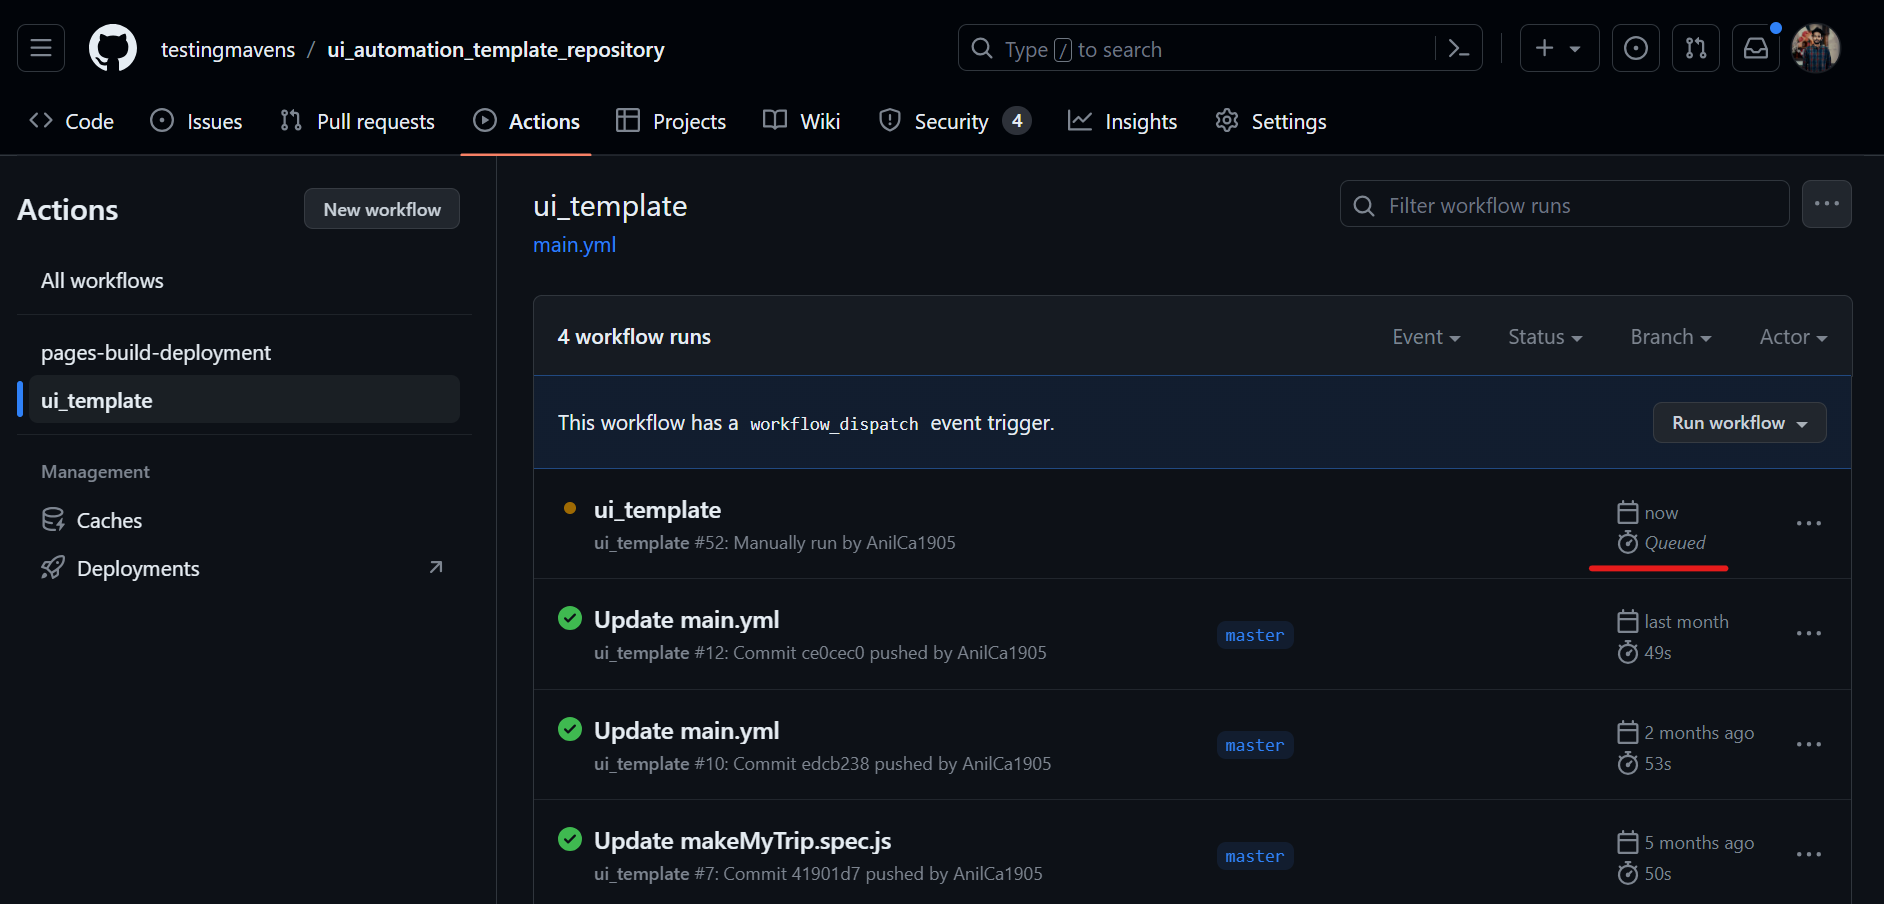 testingmavens / ui_automation_template_repository
Type / to search
Code
Issues
Pull requests
Actions
Projects
Wiki
Security 4
Insights
Settings
Actions
New workflow
All workflows
pages-build-deployment
ui_template
Management
Caches
Deployments
ui_template
main.yml
Filter workflow runs
4 workflow runs
Event
Status
Branch
Actor
This workflow has a workflow_dispatch event trigger.
Run workflow
ui_template
ui_template #52: Manually run by AnilCa1905
now
Queued
Update main.yml
ui_template #12: Commit ce0cec0 pushed by AnilCa1905
master
last month
49s
Update main.yml
ui_template #10: Commit edcb238 pushed by AnilCa1905
master
2 months ago
53s
Update makeMyTrip.spec.js
ui_template #7: Commit 41901d7 pushed by AnilCa1905
master
5 months ago
50s